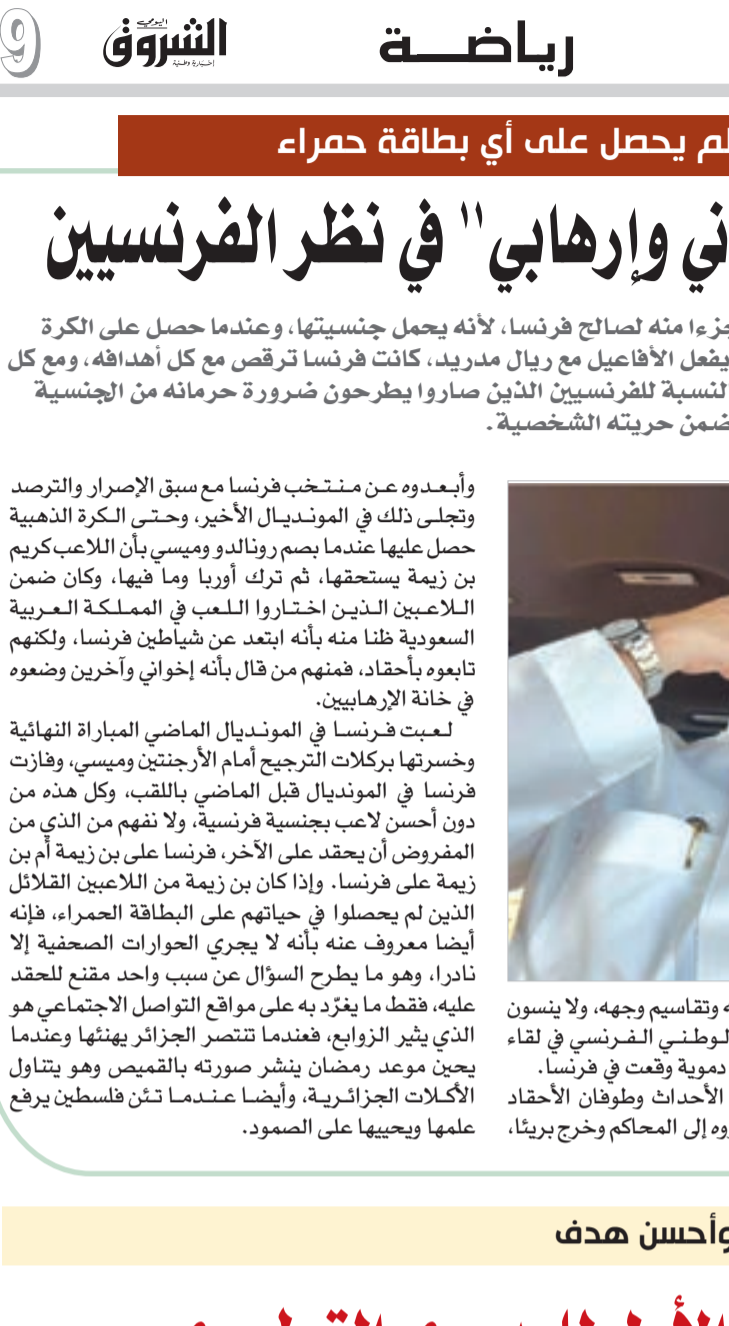 9
الشروق
اليومي
إخبارية وطنية
رياضـــة
لم يحصل على أي بطاقة حمراء
ني وإرهابي" في نظر الفرنسيين
جزءا منه لصالح فرنسا، لأنه يحمل جنسيتها، وعندما حصل على الكرة
يفعل الأفاعيل مع ريال مدريد، كانت فرنسا ترقص مع كل أهدافه، ومع كل
النسبة للفرنسيين الذين صاروا يطرحون ضرورة حرمانه من الجنسية
ضمن حريته الشخصية.
ه وتقاسيم وجهه، ولا ينسون
لوطني الفرنسي في لقاء
دموية وقعت في فرنسا.
الأحداث وطوفان الأحقاد
وه إلى المحاكم وخرج بريئا،
وأبعدوه عن منتخب فرنسا مع سبق الإصرار والترصد
وتجلى ذلك في المونديال الأخير، وحتى الكرة الذهبية
حصل عليها عندما بصم رونالدو وميسي بأن اللاعب كريم
بن زيمة يستحقها، ثم ترك أوربا وما فيها، وكان ضمن
اللاعبين الذين اختاروا اللعب في المملكة العربية
السعودية ظنا منه بأنه ابتعد عن شياطين فرنسا، ولكنهم
تابعوه بأحقاد، فمنهم من قال بأنه إخواني وآخرين وضعوه
في خانة الإرهابيين.
لعبت فرنسا في المونديال الماضي المباراة النهائية
وخسرتها بركلات الترجيح أمام الأرجنتين وميسي، وفازت
فرنسا في المونديال قبل الماضي باللقب، وكل هذه من
دون أحسن لاعب بجنسية فرنسية، ولا نفهم من الذي من
المفروض أن يحقد على الآخر، فرنسا على بن زيمة أم بن
زيمة على فرنسا. وإذا كان بن زيمة من اللاعبين القلائل
الذين لم يحصلوا في حياتهم على البطاقة الحمراء، فإنه
أيضا معروف عنه بأنه لا يجري الحوارات الصحفية إلا
نادرا، وهو ما يطرح السؤال عن سبب واحد مقنع للحقد
عليه، فقط ما يغرّد به على مواقع التواصل الاجتماعي هو
الذي يثير الزوابع، فعندما تنتصر الجزائر يهنئها وعندما
يحين موعد رمضان ينشر صورته بالقميص وهو يتناول
الأكلات الجزائرية، وأيضا عندما تئن فلسطين يرفع
علمها ويحييها على الصمود.
وأحسن هدف